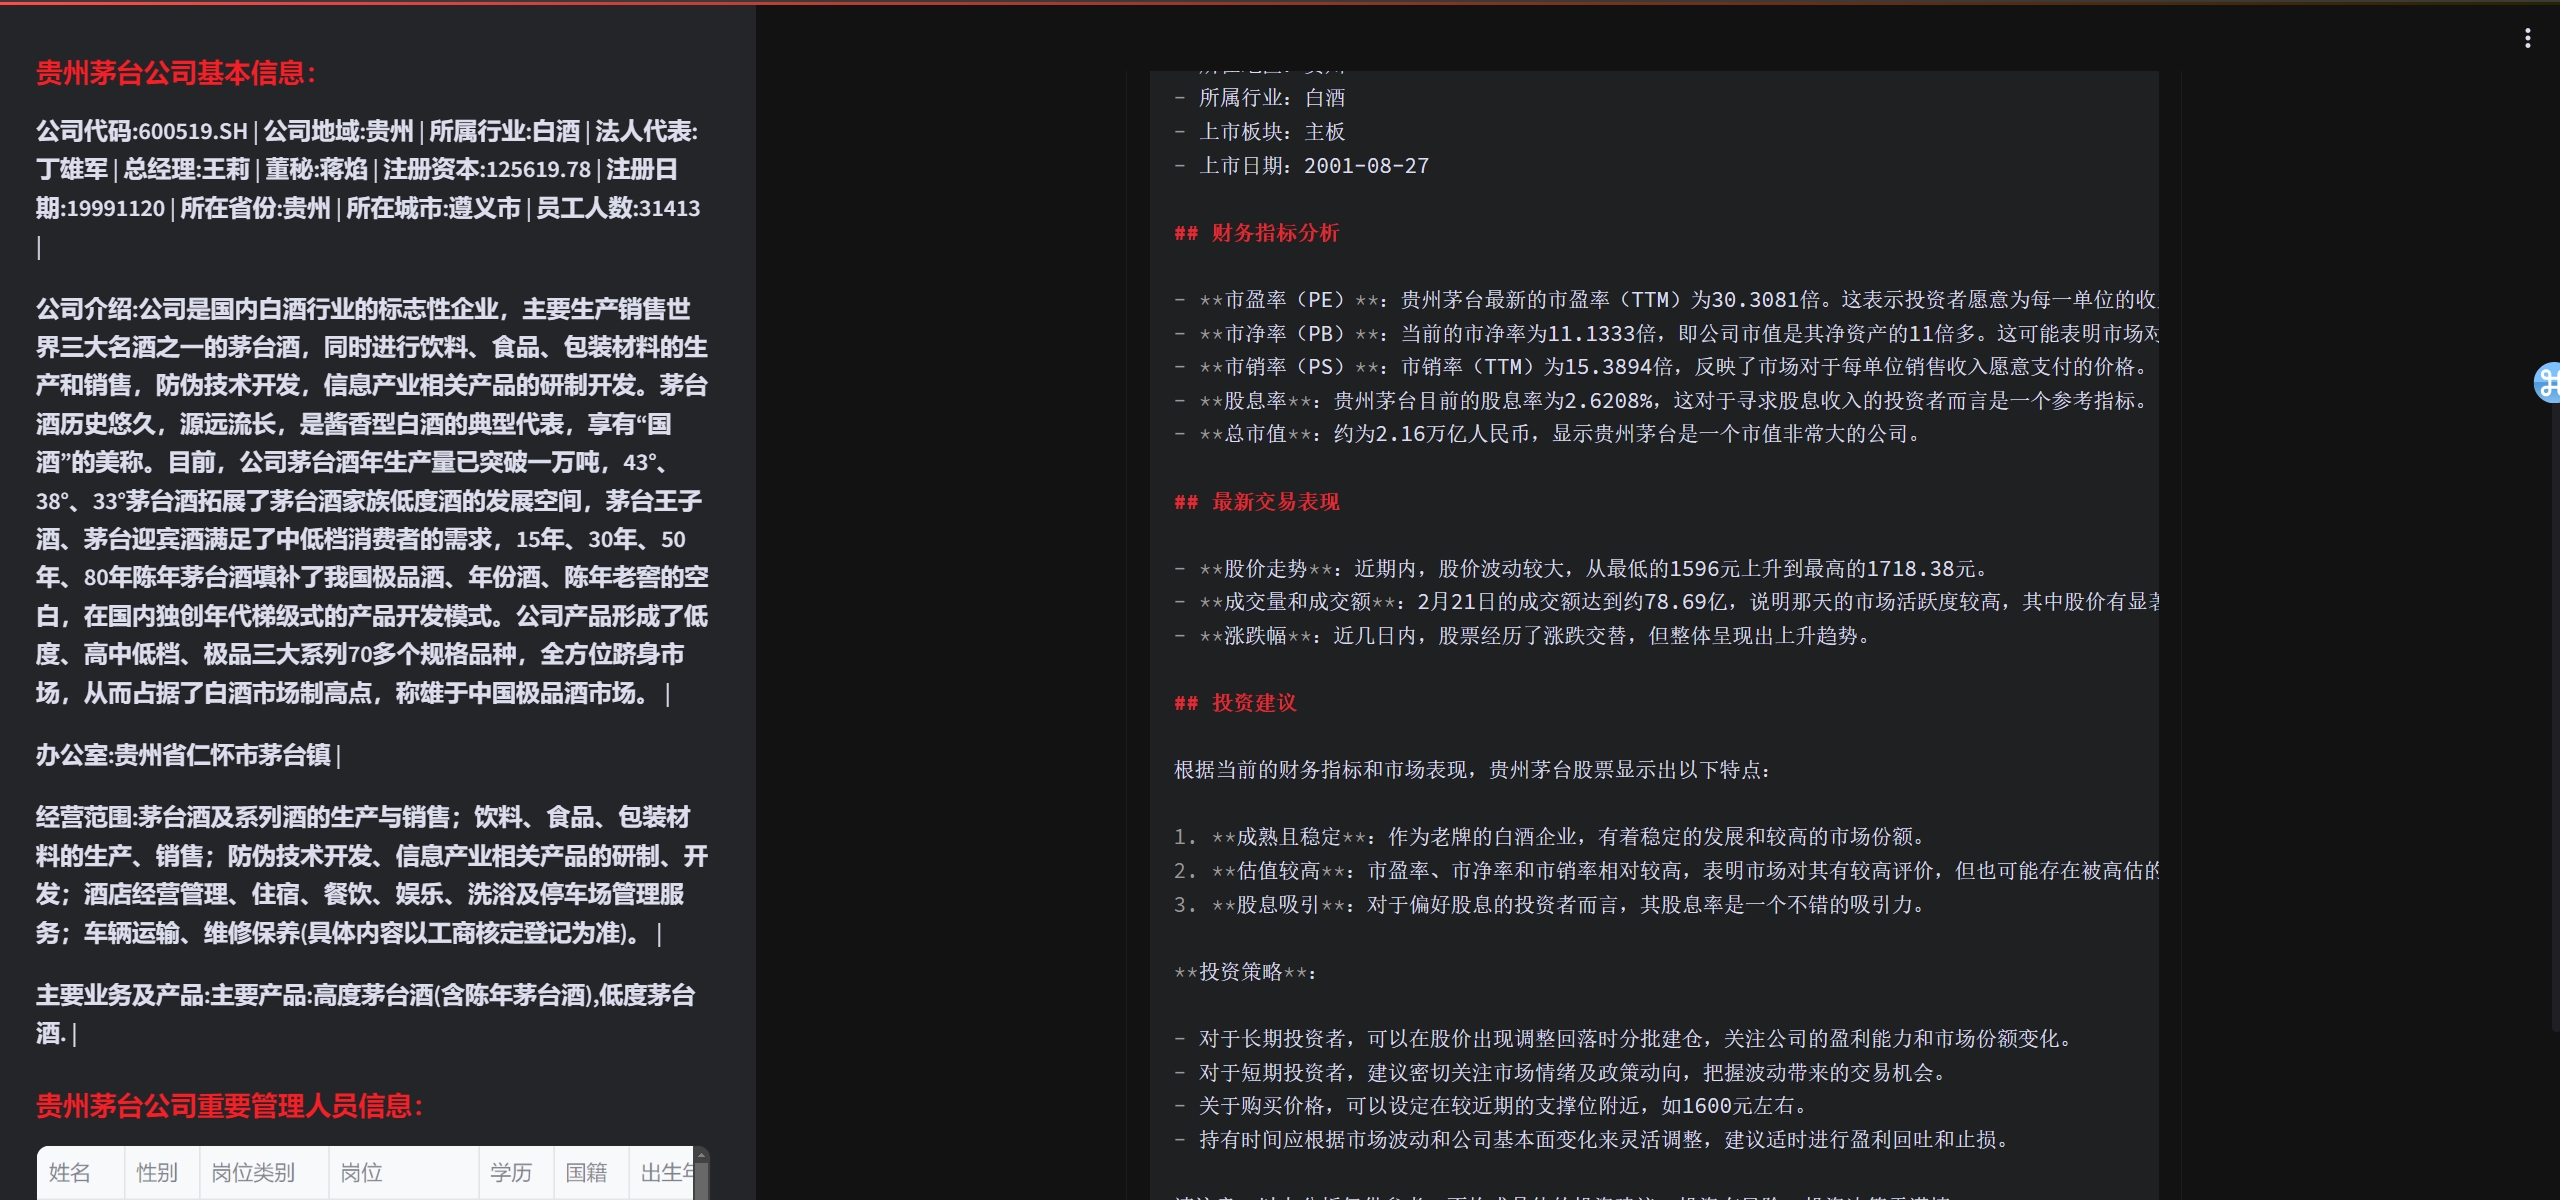 贵州茅台公司基本信息：
公司代码:600519.SH | 公司地域:贵州 | 所属行业:白酒 | 法人代表:
丁雄军 | 总经理:王莉 | 董秘:蒋焰 | 注册资本:125619.78 | 注册日
期:19991120 | 所在省份:贵州 | 所在城市:遵义市 | 员工人数:31413
|
公司介绍:公司是国内白酒行业的标志性企业，主要生产销售世
界三大名酒之一的茅台酒，同时进行饮料、食品、包装材料的生
产和销售，防伪技术开发，信息产业相关产品的研制开发。茅台
酒历史悠久，源远流长，是酱香型白酒的典型代表，享有“国
酒”的美称。目前，公司茅台酒年生产量已突破一万吨，43°、
38°、33°茅台酒拓展了茅台酒家族低度酒的发展空间，茅台王子
酒、茅台迎宾酒满足了中低档消费者的需求，15年、30年、50
年、80年陈年茅台酒填补了我国极品酒、年份酒、陈年老窖的空
白，在国内独创年代梯级式的产品开发模式。公司产品形成了低
度、高中低档、极品三大系列70多个规格品种，全方位跻身市
场，从而占据了白酒市场制高点，称雄于中国极品酒市场。 |
办公室:贵州省仁怀市茅台镇 |
经营范围:茅台酒及系列酒的生产与销售；饮料、食品、包装材
料的生产、销售；防伪技术开发、信息产业相关产品的研制、开
发；酒店经营管理、住宿、餐饮、娱乐、洗浴及停车场管理服
务；车辆运输、维修保养(具体内容以工商核定登记为准)。 |
主要业务及产品:主要产品:高度茅台酒(含陈年茅台酒),低度茅台
酒. |
贵州茅台公司重要管理人员信息：
姓名 性别 岗位类别 岗位 学历 国籍 出生年
- 所属行业：白酒
- 上市板块：主板
- 上市日期：2001-08-27
## 财务指标分析
- **市盈率（PE）**：贵州茅台最新的市盈率（TTM）为30.3081倍。这表示投资者愿意为每一单位的收
- **市净率（PB）**：当前的市净率为11.1333倍，即公司市值是其净资产的11倍多。这可能表明市场对
- **市销率（PS）**：市销率（TTM）为15.3894倍，反映了市场对于每单位销售收入愿意支付的价格。
- **股息率**：贵州茅台目前的股息率为2.6208%，这对于寻求股息收入的投资者而言是一个参考指标。
- **总市值**：约为2.16万亿人民币，显示贵州茅台是一个市值非常大的公司。
## 最新交易表现
- **股价走势**：近期内，股价波动较大，从最低的1596元上升到最高的1718.38元。
- **成交量和成交额**：2月21日的成交额达到约78.69亿，说明那天的市场活跃度较高，其中股价有显著
- **涨跌幅**：近几日内，股票经历了涨跌交替，但整体呈现出上升趋势。
## 投资建议
根据当前的财务指标和市场表现，贵州茅台股票显示出以下特点：
1. **成熟且稳定**：作为老牌的白酒企业，有着稳定的发展和较高的市场份额。
2. **估值较高**：市盈率、市净率和市销率相对较高，表明市场对其有较高评价，但也可能存在被高估的
3. **股息吸引**：对于偏好股息的投资者而言，其股息率是一个不错的吸引力。
**投资策略**：
- 对于长期投资者，可以在股价出现调整回落时分批建仓，关注公司的盈利能力和市场份额变化。
- 对于短期投资者，建议密切关注市场情绪及政策动向，把握波动带来的交易机会。
- 关于购买价格，可以设定在较近期的支撑位附近，如1600元左右。
- 持有时间应根据市场波动和公司基本面变化来灵活调整，建议适时进行盈利回吐和止损。